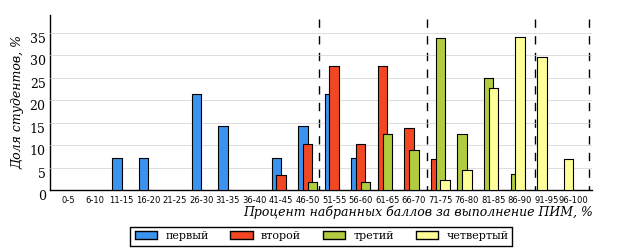 Доля студентов, %
35
30
25
20
15
10
5
0
0-5 6-10 11-15 16-20 21-25 26-30 31-35 36-40 41-45 46-50 51-55 56-60 61-65 66-70 71-75 76-80 81-85 86-90 91-95 96-100
Процент набранных баллов за выполнение ПИМ, %
первый второй третий четвертый